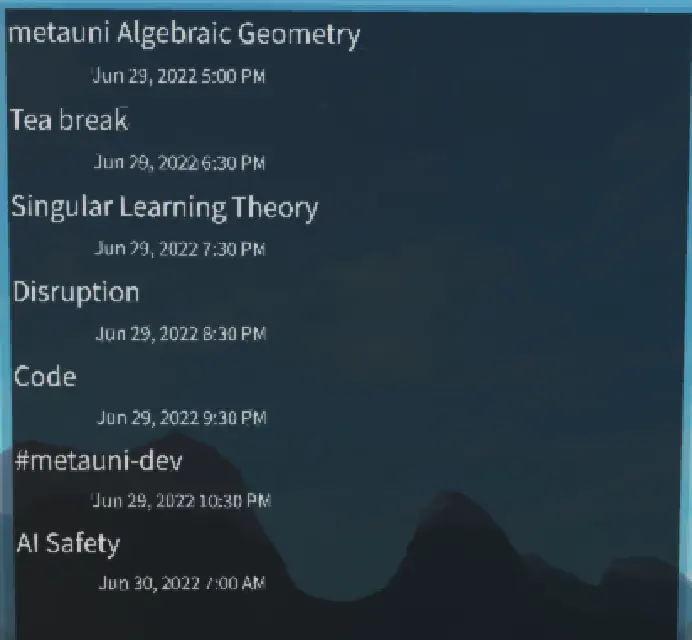 metauni Algebraic Geometry
Jun 29, 2022 5:00 PM
Tea break
Jun 29, 2022 6:30 PM
Singular Learning Theory
Jun 29, 2022 7:30 PM
Disruption
Jun 29, 2022 8:30 PM
Code
Jun 29, 2022 9:30 PM
#metauni-dev
Jun 29, 2022 10:30 PM
AI Safety
Jun 30, 2022 7:00 AM